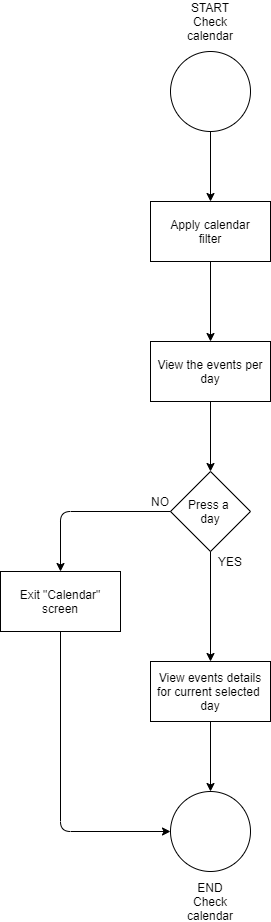 START
Check
calendar
Apply calendar
filter
View the events per
day
Press a
day
NO
YES
Exit "Calendar"
screen
View events details
for current selected
day
END
Check
calendar